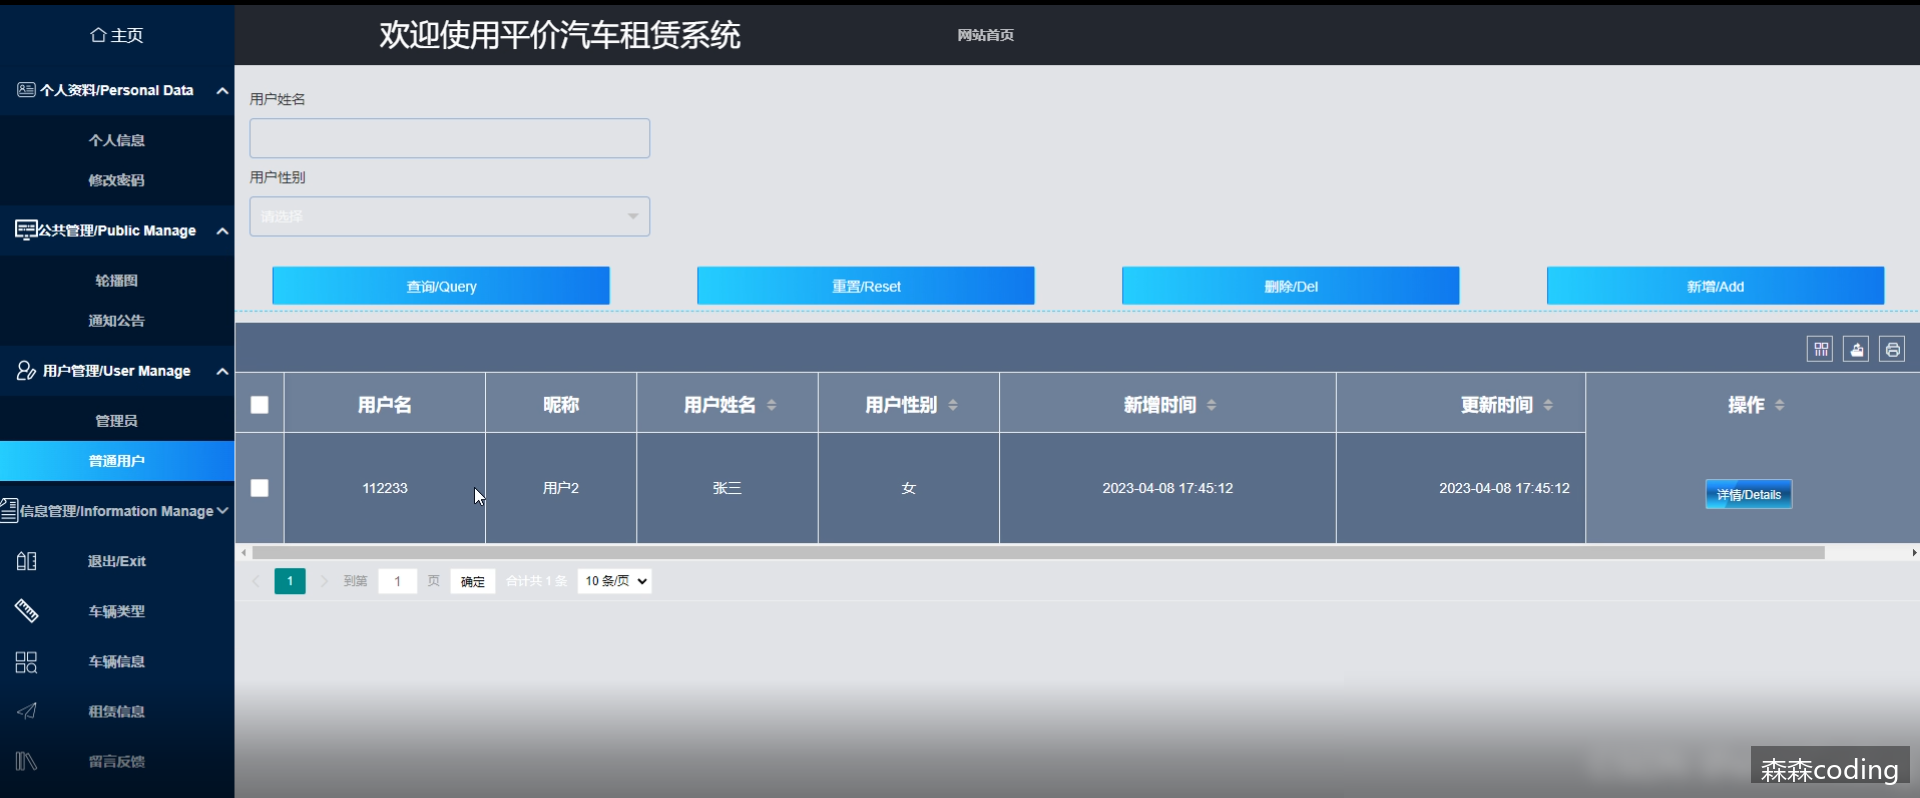 主页
欢迎使用平价汽车租赁系统
网站首页
个人资料/Personal Data
个人信息
修改密码
公共管理/Public Manage
轮播图
通知公告
用户管理/User Manage
管理员
普通用户
信息管理/Information Manage
退出/Exit
车辆类型
车辆信息
租赁信息
留言反馈
用户姓名
用户性别
请选择
查询/Query
重置/Reset
删除/Del
新增/Add
用户名 昵称 用户姓名 用户性别 新增时间 更新时间 操作
112233 用户2 张三 女 2023-04-08 17:45:12 2023-04-08 17:45:12 详情/Details
1 到第 1 页 确定 合计共 1 条 10 条/页
森森coding